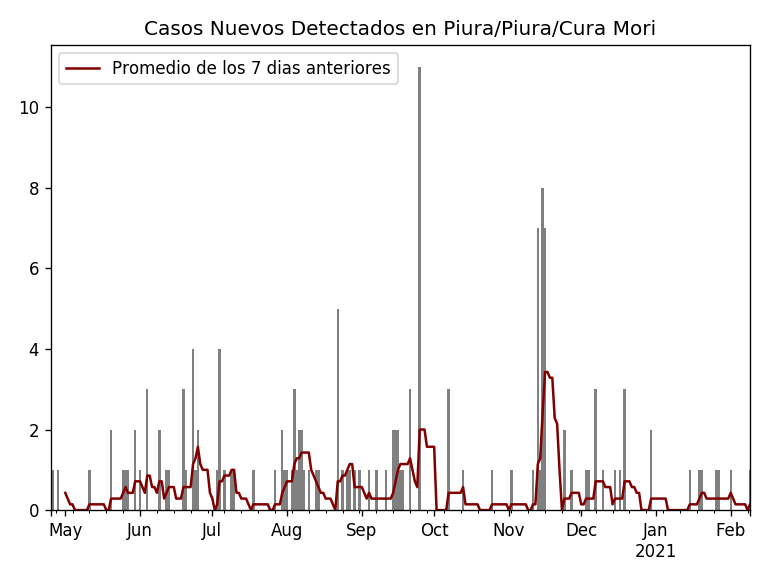 Casos Nuevos Detectados en Piura/Piura/Cura Mori
Promedio de los 7 dias anteriores
10
8
6
4
2
0
May Jun Jul Aug Sep Oct Nov Dec Jan Feb
2021